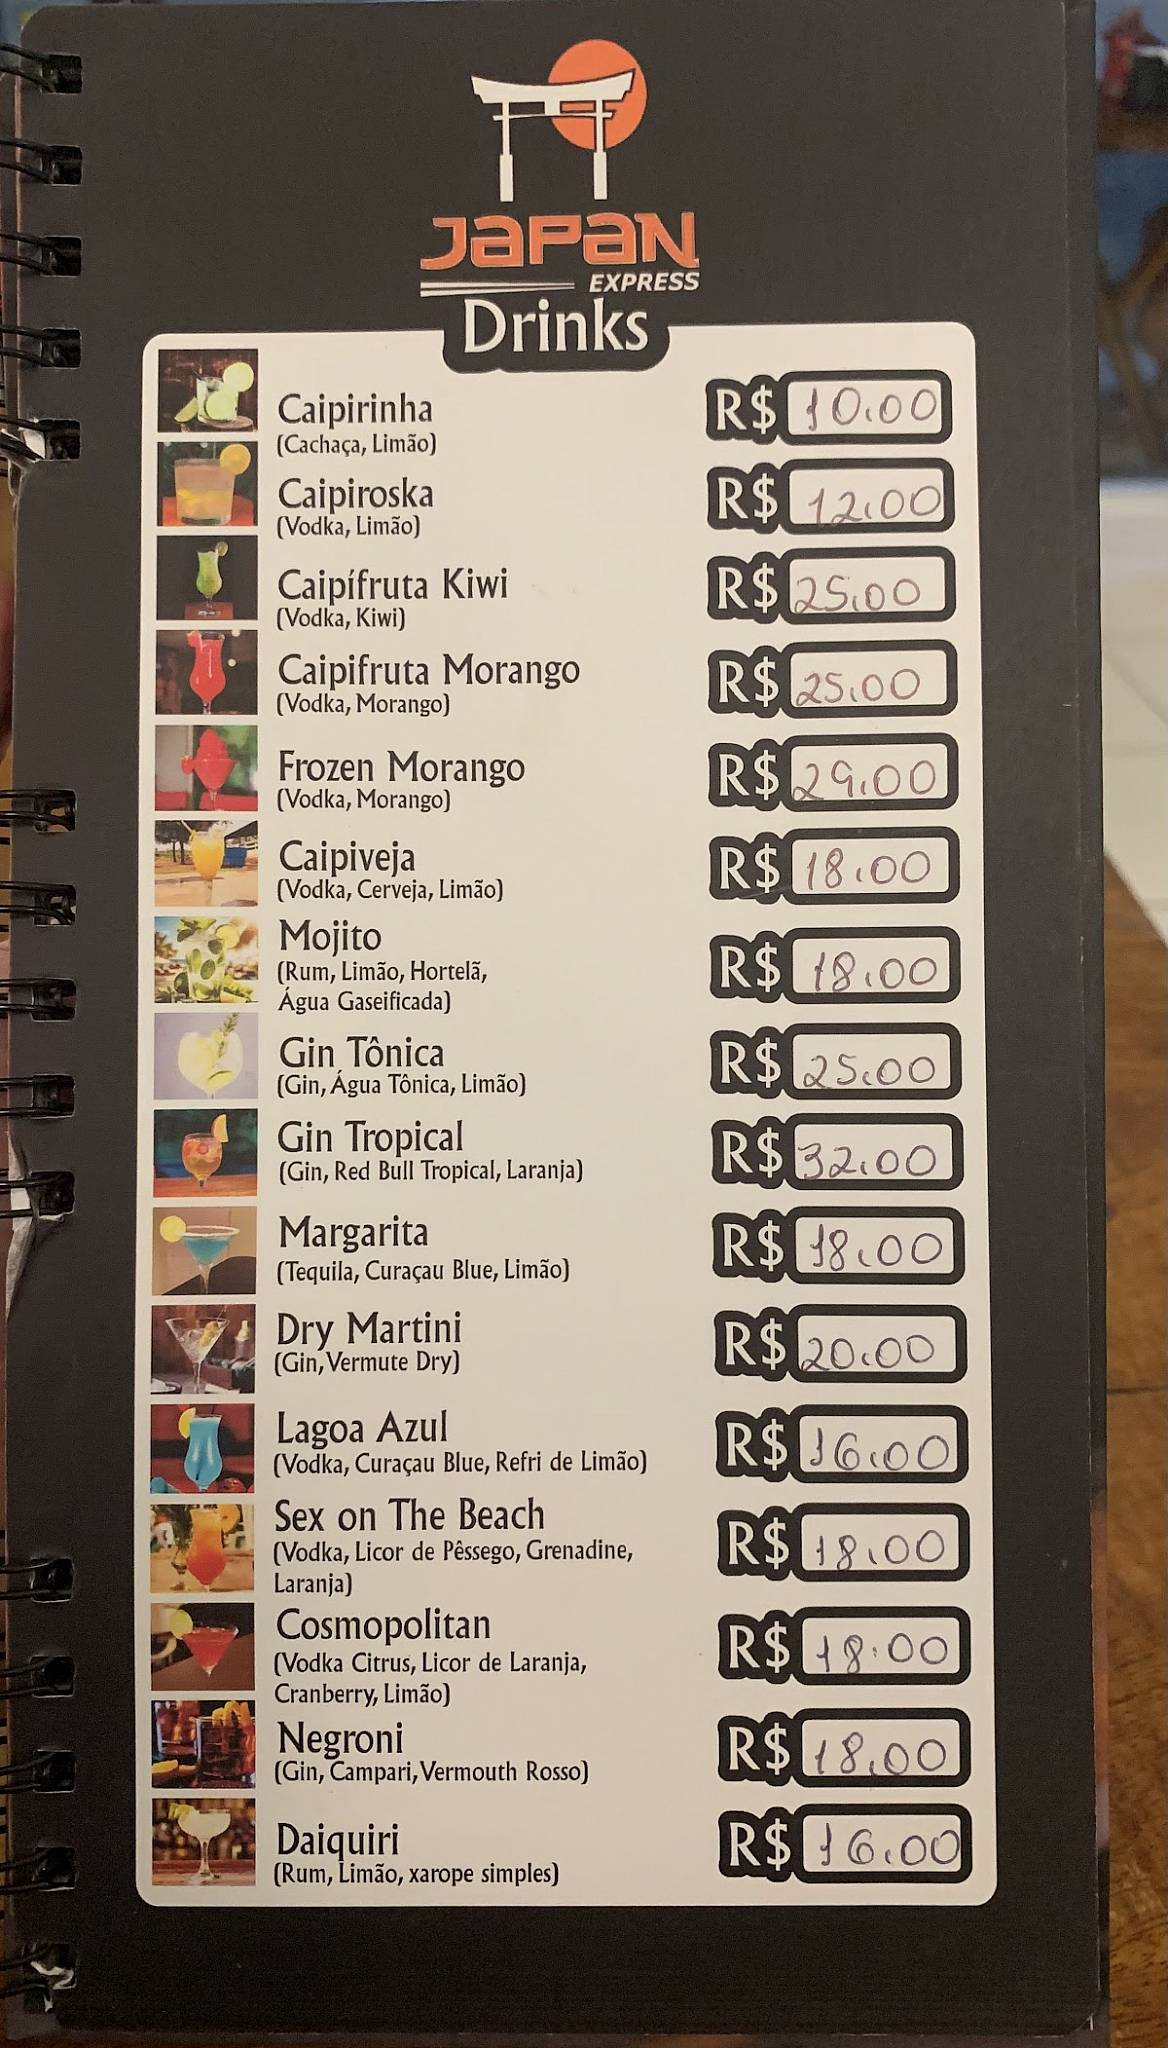 JAPAN
EXPRESS
Drinks
Caipirinha R$ 10.00
(Cachaça, Limão)
Caipiroska R$ 12.00
(Vodka, Limão)
Caipífruta Kiwi R$ 25.00
(Vodka, Kiwi)
Caipifruta Morango R$ 25.00
(Vodka, Morango)
Frozen Morango R$ 29.00
(Vodka, Morango)
Caipiveja R$ 18.00
(Vodka, Cerveja, Limão)
Mojito R$ 18.00
(Rum, Limão, Hortelã,
Água Gaseificada)
Gin Tônica R$ 25.00
(Gin, Água Tônica, Limão)
Gin Tropical R$ 32.00
(Gin, Red Bull Tropical, Laranja)
Margarita R$ 18.00
(Tequila, Curaçau Blue, Limão)
Dry Martini R$ 20.00
(Gin, Vermute Dry)
Lagoa Azul R$ 16.00
(Vodka, Curaçau Blue, Refri de Limão)
Sex on The Beach R$ 18.00
(Vodka, Licor de Pêssego, Grenadine,
Laranja)
Cosmopolitan R$ 18.00
(Vodka Citrus, Licor de Laranja,
Cranberry, Limão)
Negroni R$ 18.00
(Gin, Campari, Vermouth Rosso)
Daiquiri R$ 16.00
(Rum, Limão, xarope simples)